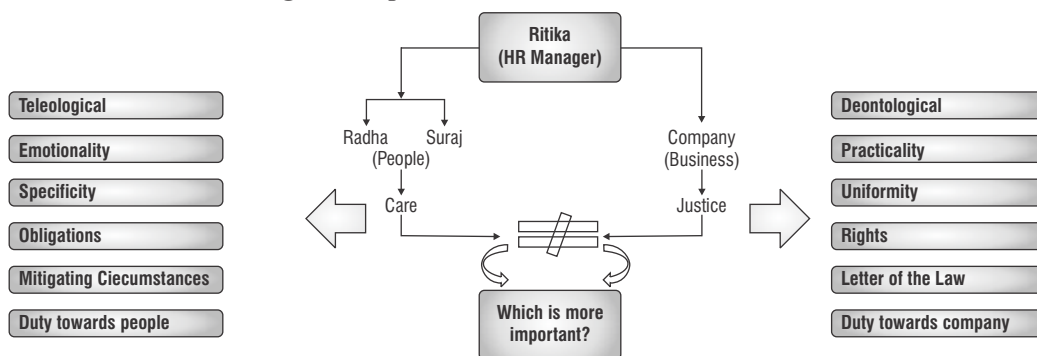 Ritika
(HR Manager)
Teleological
Emotionality
Specificity
Obligations
Mitigating Ciecumstances
Duty towards people
Radha
Suraj
(People)
Care
Company
(Business)
Justice
Which is more
important?
Deontological
Practicality
Uniformity
Rights
Letter of the Law
Duty towards company